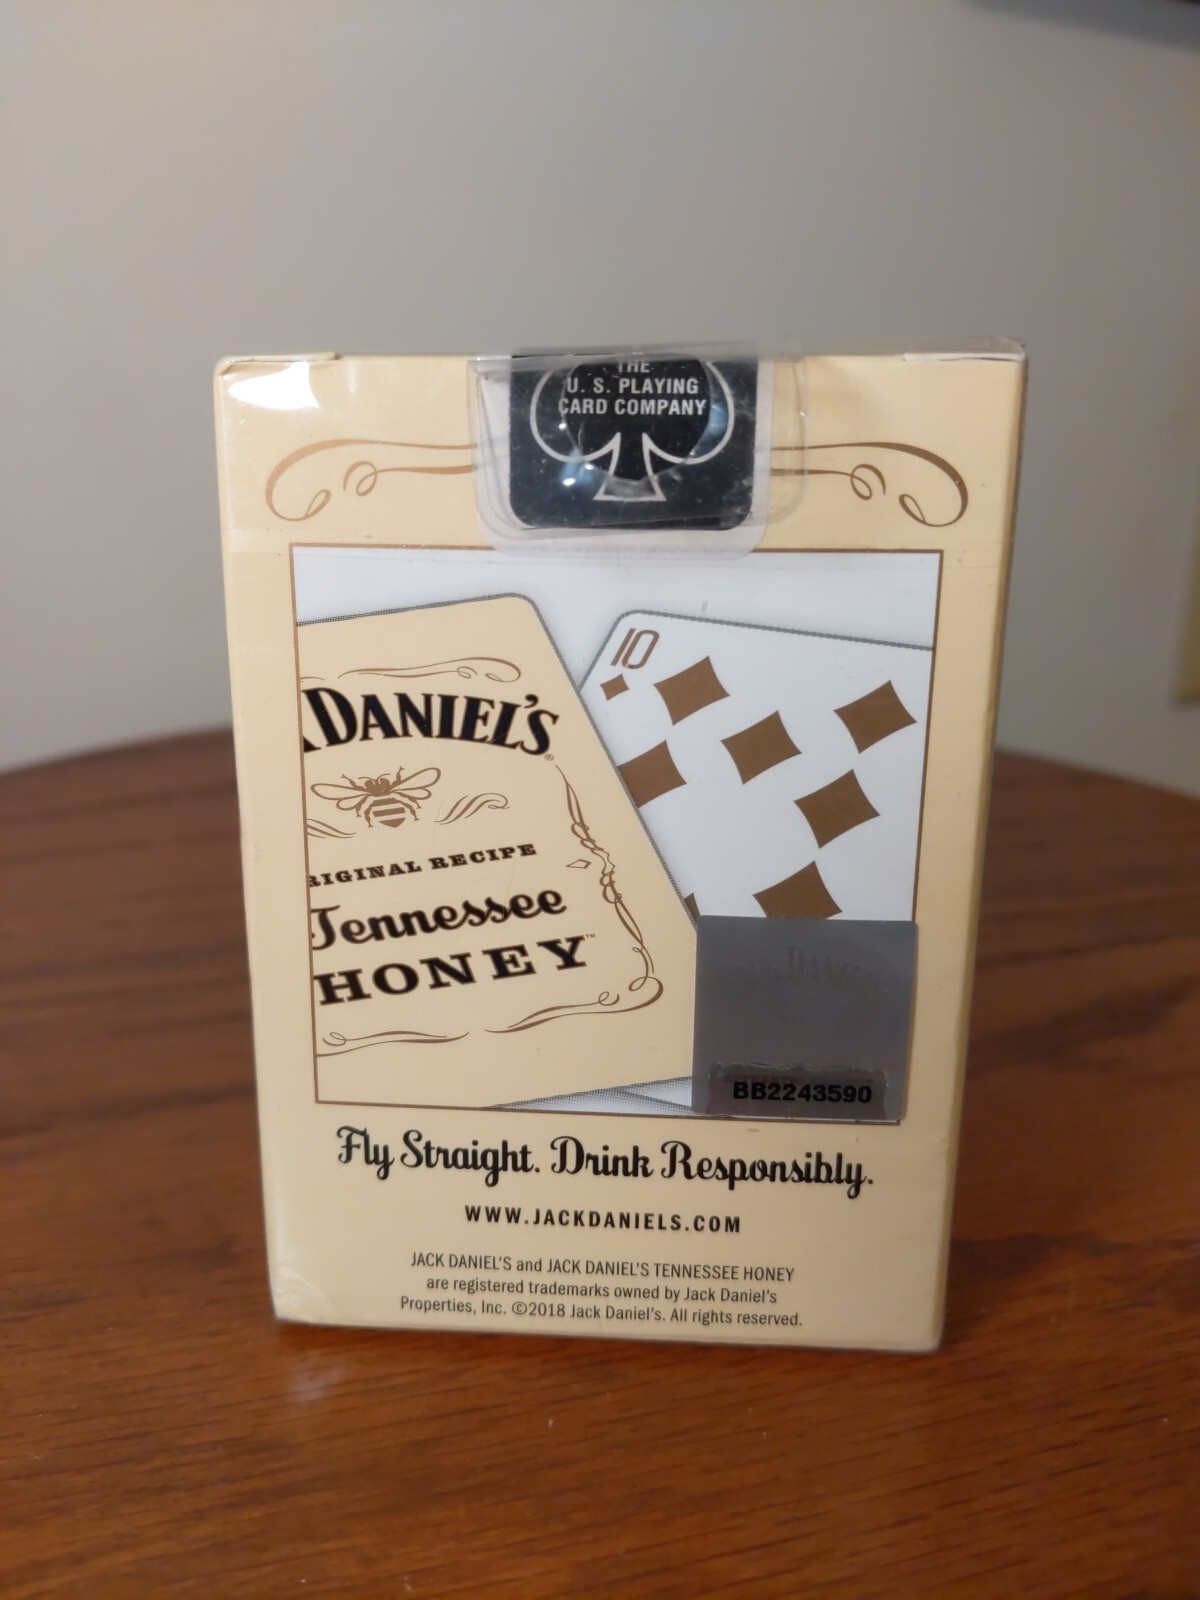 THE
U. S. PLAYING
CARD COMPANY
10
DANIEL'S®
RIGINAL RECIPE
Tennessee
HONEY™
DANIEL'S
BB2243590
Fly Straight. Drink Responsibly.
WWW.JACKDANIELS.COM
JACK DANIEL'S and JACK DANIEL'S TENNESSEE HONEY
are registered trademarks owned by Jack Daniel's
Properties, Inc. ©2018 Jack Daniel's. All rights reserved.